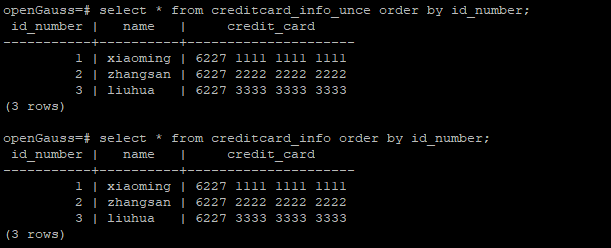 openGauss=# select * from creditcard_info_unce order by id_number;
 id_number |   name   |     credit_card
-----------+----------+---------------------
         1 | xiaoming | 6227 1111 1111 1111
         2 | zhangsan | 6227 2222 2222 2222
         3 | liuhua   | 6227 3333 3333 3333
(3 rows)

openGauss=# select * from creditcard_info order by id_number;
 id_number |   name   |     credit_card
-----------+----------+---------------------
         1 | xiaoming | 6227 1111 1111 1111
         2 | zhangsan | 6227 2222 2222 2222
         3 | liuhua   | 6227 3333 3333 3333
(3 rows)